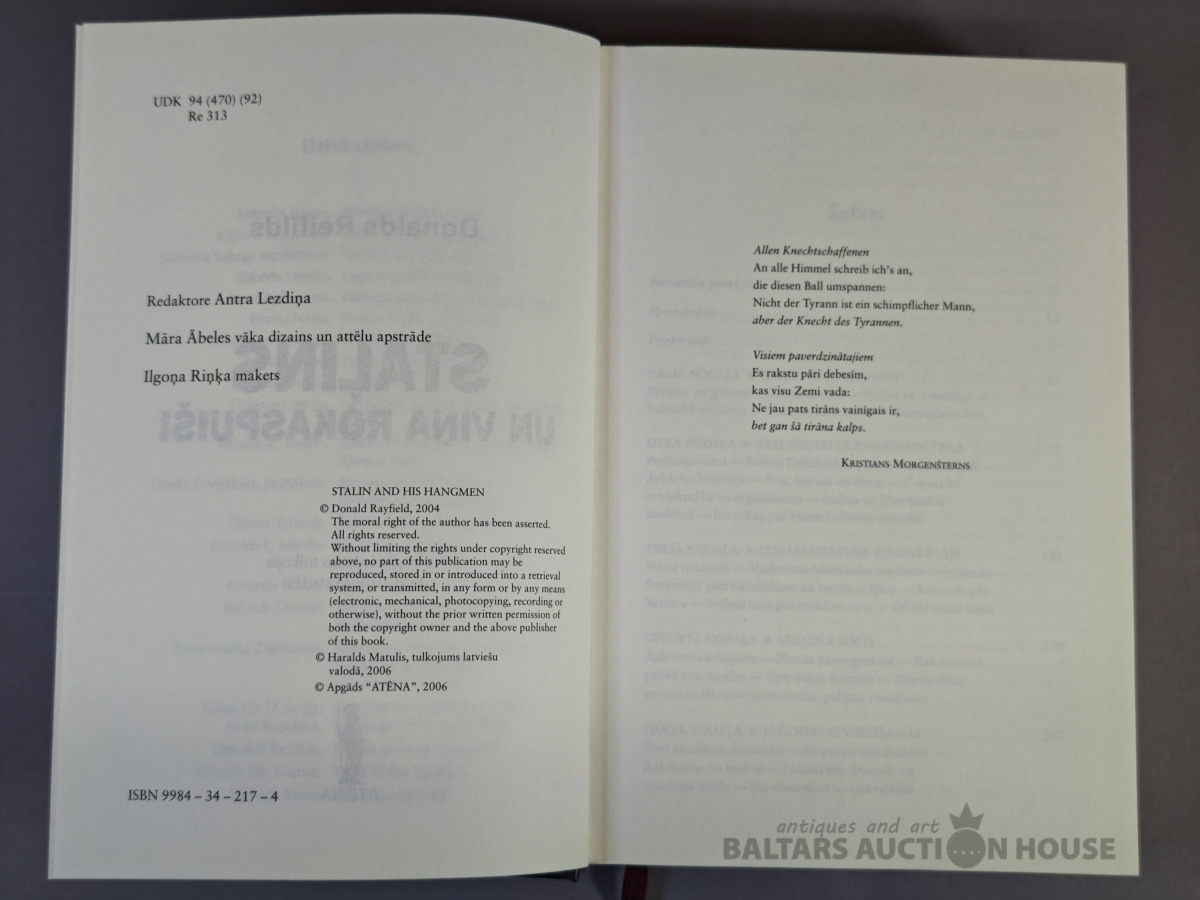 UDK 94 (470) (92)
Re 313
Redaktore Antra Lezdiņa
Māra Ābeles vāka dizains un attēlu apstrāde
Ilgoņa Riņķa makets
STALIN AND HIS HANGMEN
© Donald Rayfield, 2004
The moral right of the author has been asserted.
All rights reserved.
Without limiting the rights under copyright reserved
above, no part of this publication may be
reproduced, stored in or introduced into a retrieval
system, or transmitted, in any form or by any means
(electronic, mechanical, photocopying, recording or
otherwise), without the prior written permission of
both the copyright owner and the above publisher
of this book.
© Haralds Matulis, tulkojums latviešu
valodā, 2006
© Apgāds “ATĒNA”, 2006
ISBN 9984 – 34 – 217 – 4
Allen Knechtschaffenen
An alle Himmel schreib ich's an,
die diesen Ball umspannen:
Nicht der Tyrann ist ein schimpflicher Mann,
aber der Knecht des Tyrannen.
Visiem paverdzinātajiem
Es rakstu pāri debesīm,
kas visu Zemi vada:
Ne jau pats tirāns vainīgais ir,
bet gan šā tirāna kalps.
KRISTIANS MORGENŠTERNS
antiques and art
BALTARS AUCTION HOUSE